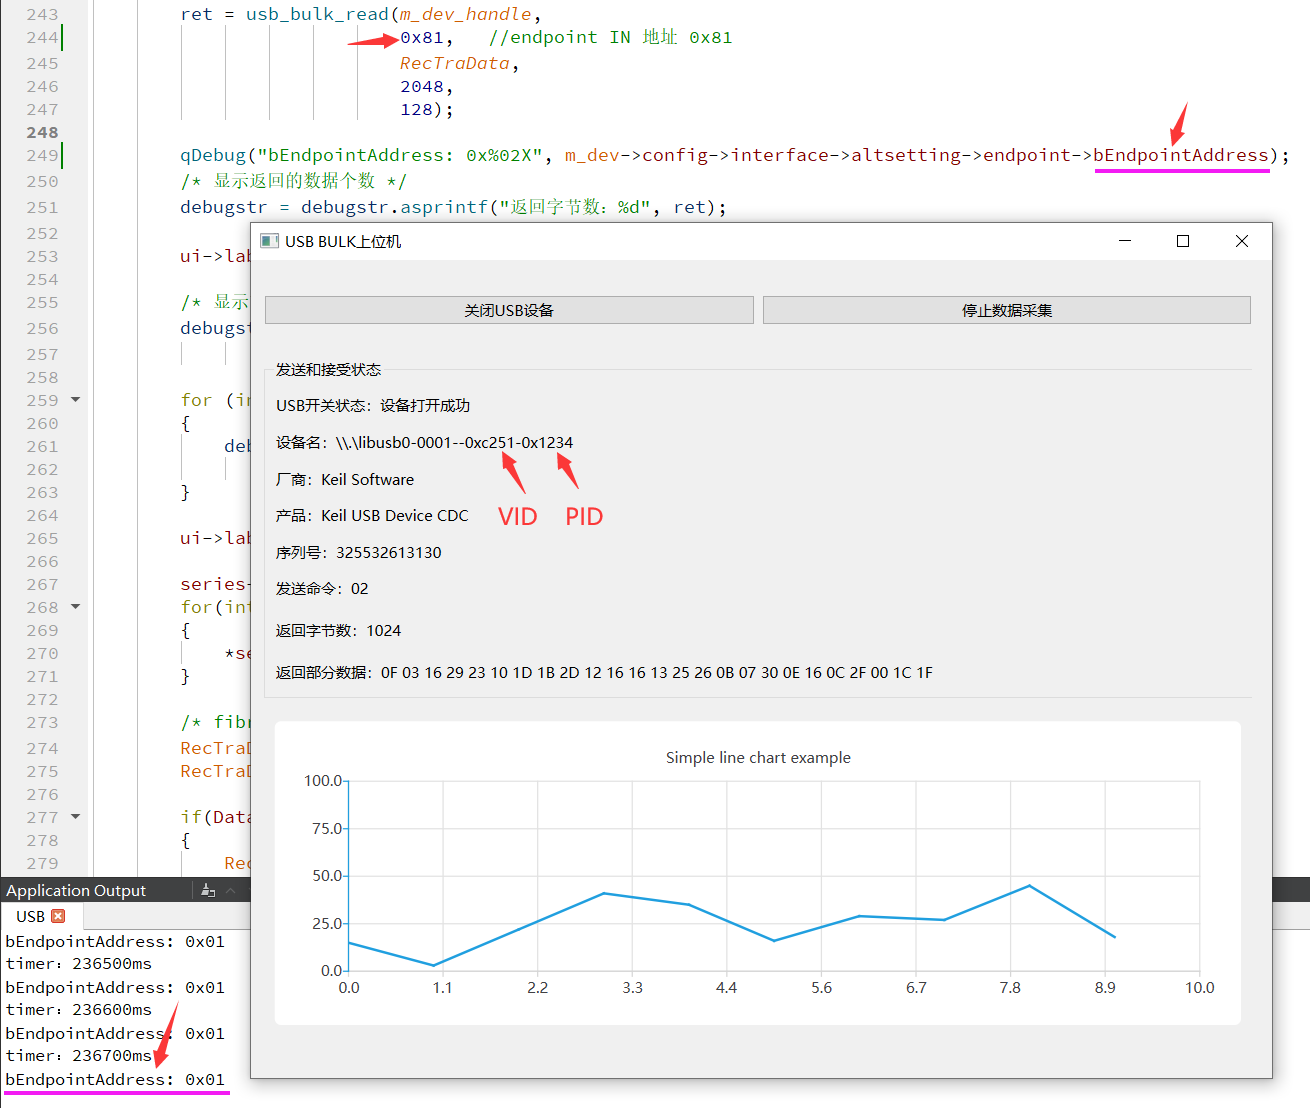 243 ret = usb_bulk_read(m_dev_handle,
244 0x81, //endpoint IN 地址 0x81
245 RecTraData,
246 2048,
247 128);
248
249 qDebug("bEndpointAddress: 0x%02X", m_dev->config->interface->altsetting->endpoint->bEndpointAddress);
250 /* 显示返回的数据个数 */
251 debugstr = debugstr.asprintf("返回字节数：%d", ret);
252
253 ui->lab
254
255 /* 显示
256 debugst
257
258
259 for (in
260 {
261 deb
262
263 }
264
265 ui->lab
266
267 series-
268 for(int
269 {
270 *se
271 }
272
273 /* fib
274 RecTraD
275 RecTraD
276
277 if(Data
278 {
279 Rec
USB BULK上位机
关闭USB设备 停止数据采集
发送和接受状态
USB开关状态：设备打开成功
设备名：\\.\libusb0-0001--0xc251-0x1234
厂商：Keil Software
产品：Keil USB Device CDC
VID PID
序列号：325532613130
发送命令：02
返回字节数：1024
返回部分数据：0F 03 16 29 23 10 1D 1B 2D 12 16 16 13 25 26 0B 07 30 0E 16 0C 2F 00 1C 1F
Simple line chart example
100.0
75.0
50.0
25.0
0.0
0.0 1.1 2.2 3.3 4.4 5.6 6.7 7.8 8.9 10.0
Application Output
USB
bEndpointAddress: 0x01
timer：236500ms
bEndpointAddress: 0x01
timer：236600ms
bEndpointAddress: 0x01
timer：236700ms
bEndpointAddress: 0x01